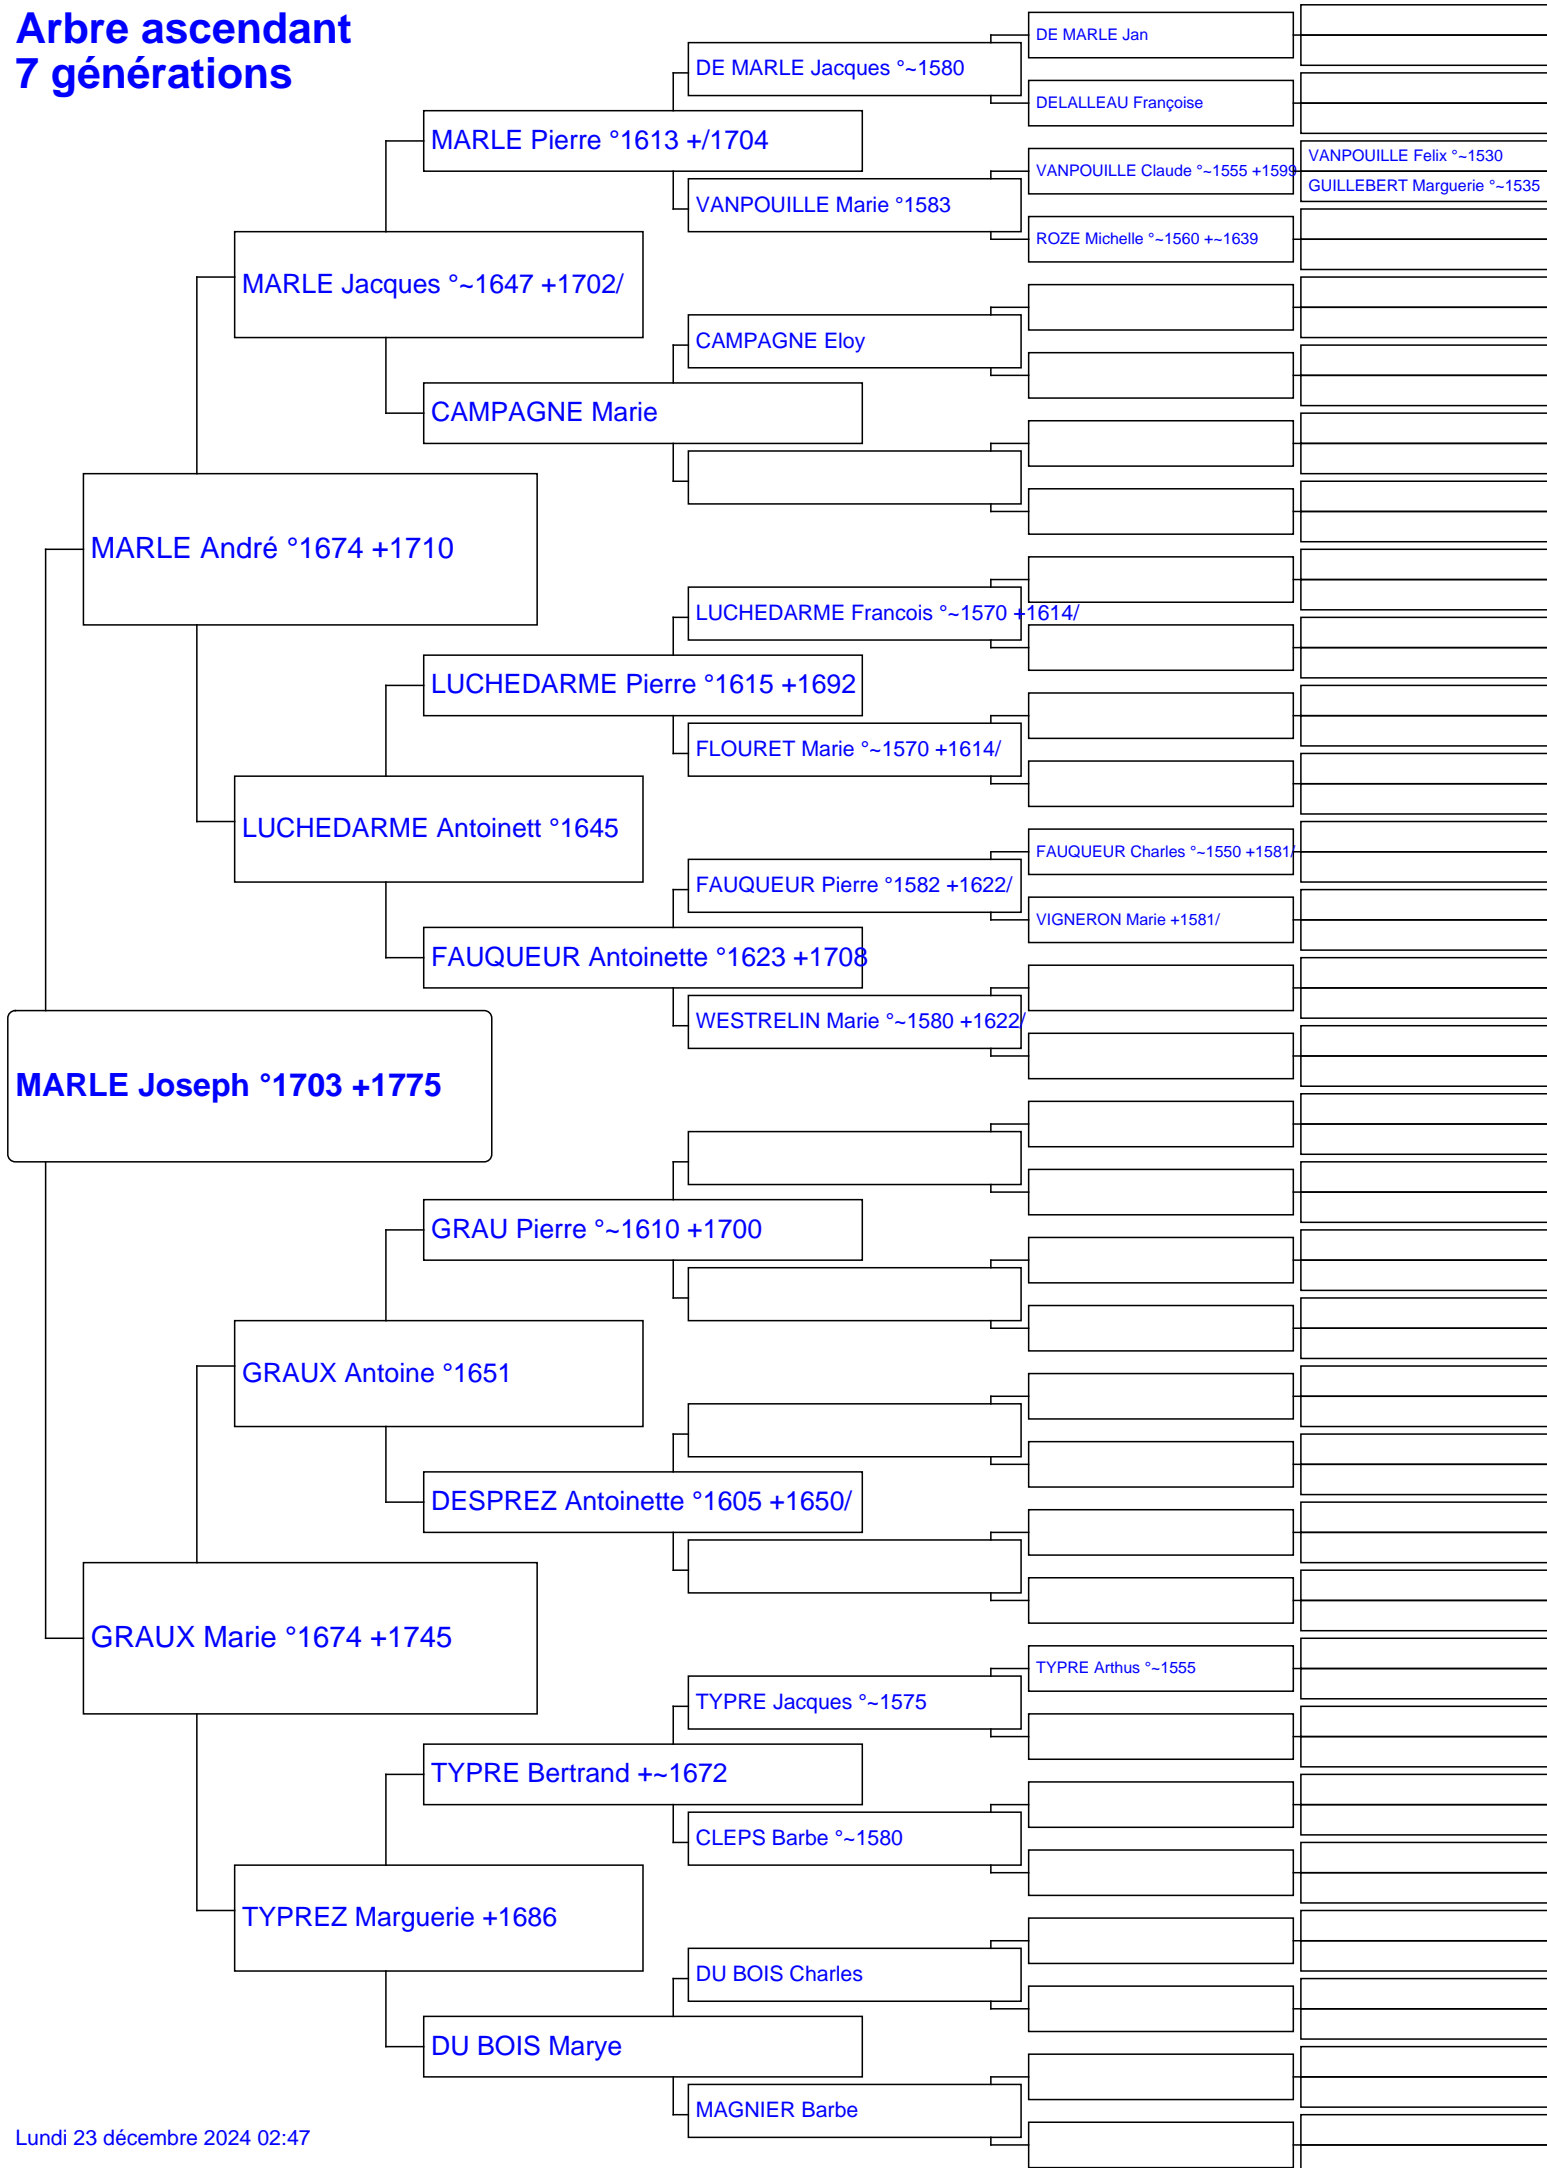 Arbre ascendant
7 générations
DE MARLE Jan
DE MARLE Jacques °~1580
DELALLEAU Françoise
MARLE Pierre °1613 +/1704
VANPOUILLE Felix °~1530
VANPOUILLE Claude °~1555 +1599
GUILLEBERT Marguerie °~1535
VANPOUILLE Marie °1583
ROZE Michelle °~1560 +~1639
MARLE Jacques °~1647 +1702/
CAMPAGNE Eloy
CAMPAGNE Marie
MARLE André °1674 +1710
LUCHEDARME Francois °~1570 +1614/
LUCHEDARME Pierre °1615 +1692
FLOURET Marie °~1570 +1614/
LUCHEDARME Antoinett °1645
FAUQUEUR Charles °~1550 +1581/
FAUQUEUR Pierre °1582 +1622/
VIGNERON Marie +1581/
FAUQUEUR Antoinette °1623 +1708
WESTRELIN Marie °~1580 +1622/
MARLE Joseph °1703 +1775
GRAU Pierre °~1610 +1700
GRAUX Antoine °1651
DESPREZ Antoinette °1605 +1650/
GRAUX Marie °1674 +1745
TYPRE Arthus °~1555
TYPRE Jacques °~1575
TYPRE Bertrand +~1672
CLEPS Barbe °~1580
TYPREZ Marguerie +1686
DU BOIS Charles
DU BOIS Marye
MAGNIER Barbe
Lundi 23 décembre 2024 02:47